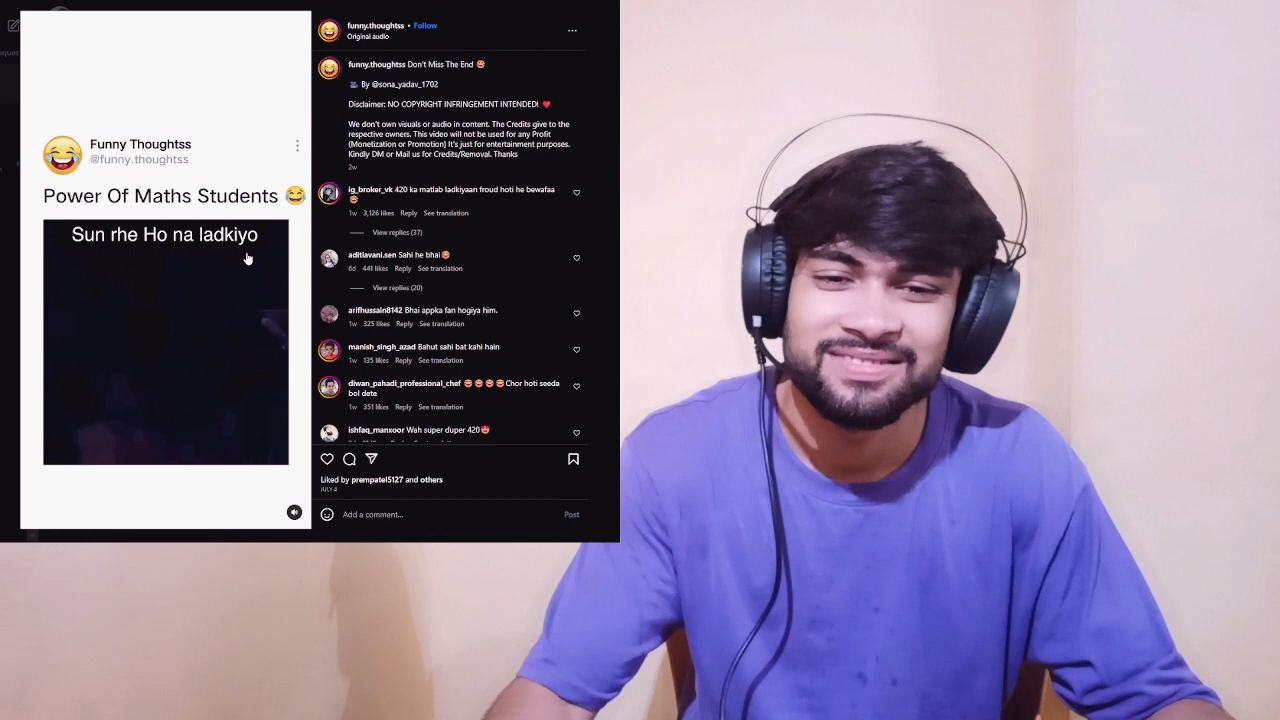 Funny Thoughtss
@funny.thoughtss
Power Of Maths Students 😂
Sun rhe Ho na ladkiyo
funny.thoughtss • Follow
Original audio
funny.thoughtss Don't Miss The End
By @sona_yadav_1702
Disclaimer: NO COPYRIGHT INFRINGEMENT INTENDED!
We don't own visuals or audio in content. The Credits give to the
respective owners. This video will not be used for any Profit
(Monetization or Promotion) It's just for entertainment purposes.
Kindly DM or Mail us for Credits/Removal. Thanks
2w
ig_broker_vk 420 ka matlab ladkiyaan froud hoti he bewafaa
1w 3,126 likes Reply See translation
View replies (37)
aditiavani.sen Sahi he bhai
6d 441 likes Reply See translation
View replies (20)
arifhussain8142 Bhai appka fan hogiya him.
1w 325 likes Reply See translation
manish_singh_azad Bahut sahi bat kahi hain
1w 135 likes Reply See translation
diwan_pahadi_professional_chef Chor hoti seeda
bol dete
1w 351 likes Reply See translation
ishfaq_manxoor Wah super duper 420
Liked by prempatel5127 and others
JULY 4
Add a comment...
Post